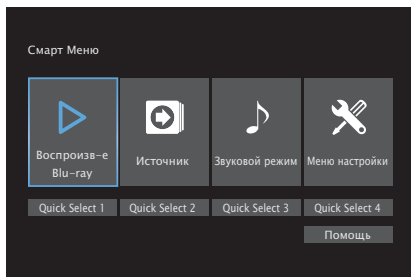 Смарт Меню
Воспроизв-е
Blu-ray
Источник
Звуковой режим
Меню настройки
Quick Select 1
Quick Select 2
Quick Select 3
Quick Select 4
Помощь